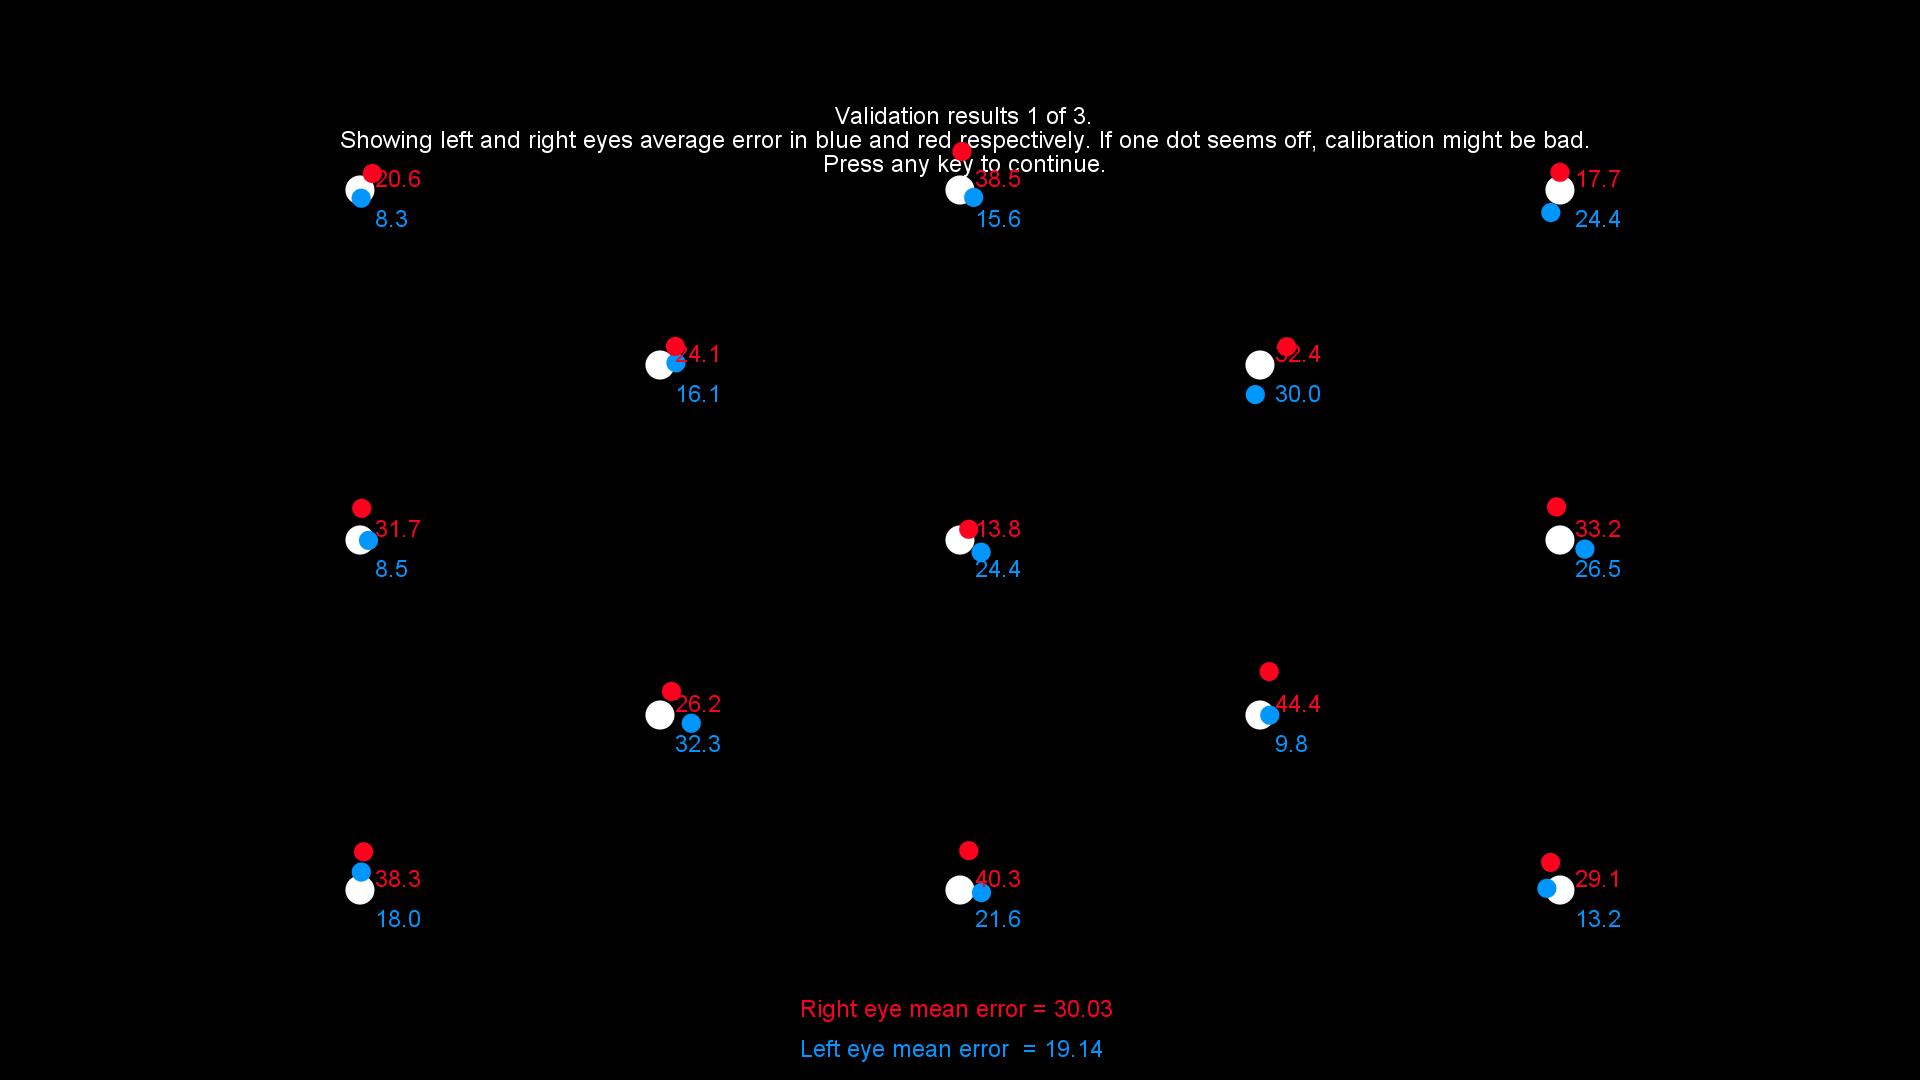 Validation results 1 of 3.
Showing left and right eyes average error in blue and red respectively. If one dot seems off, calibration might be bad.
Press any key to continue.
20.6 38.5 17.7
8.3 15.6 24.4
24.1 32.4
16.1 30.0
31.7 13.8 33.2
8.5 24.4 26.5
26.2 44.4
32.3 9.8
38.3 40.3 29.1
18.0 21.6 13.2
Right eye mean error = 30.03
Left eye mean error = 19.14